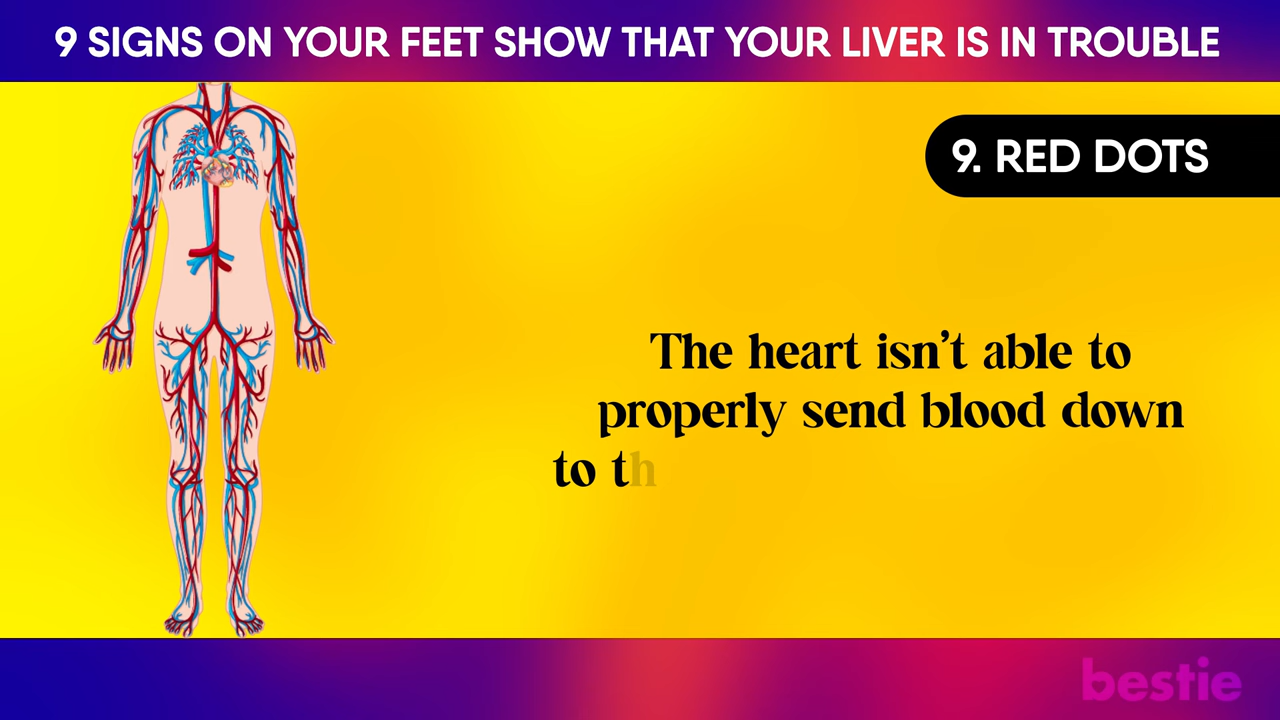 9 SIGNS ON YOUR FEET SHOW THAT YOUR LIVER IS IN TROUBLE
9. RED DOTS
The heart isn't able to
properly send blood down
to th
bestie